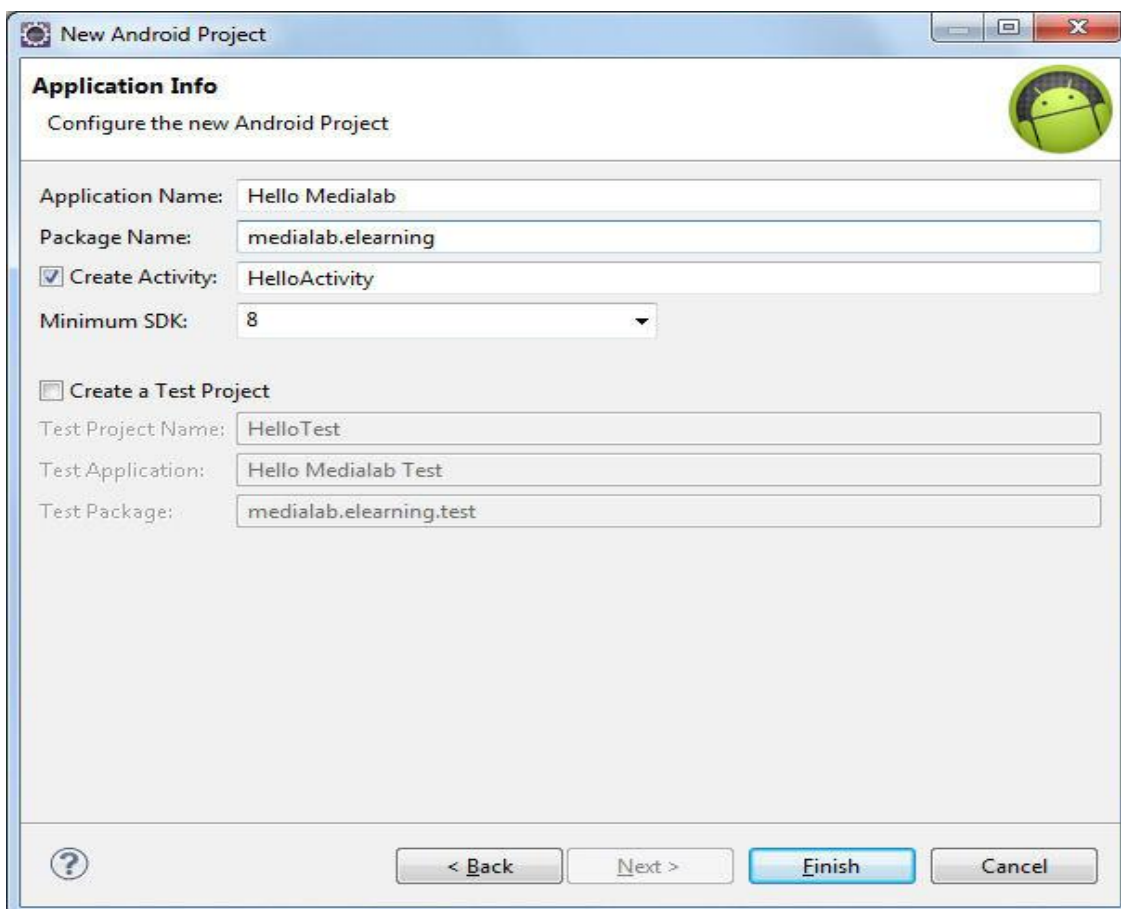 New Android Project
Application Info
Configure the new Android Project
Application Name: Hello Medialab
Package Name: medialab.elearning
Create Activity: HelloActivity
Minimum SDK: 8
Create a Test Project
Test Project Name: HelloTest
Test Application: Hello Medialab Test
Test Package: medialab.elearning.test
? < Back Next > Finish Cancel